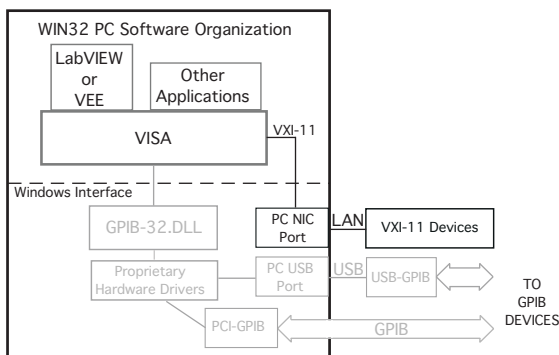 WIN32 PC Software Organization
LabVIEW
or
VEE
Other
Applications
VISA
VXI-11
Windows Interface
GPIB-32.DLL
PC NIC
Port
LAN
VXI-11 Devices
Proprietary
Hardware Drivers
PC USB
Port
USB
USB-GPIB
TO
GPIB
DEVICES
PCI-GPIB
GPIB